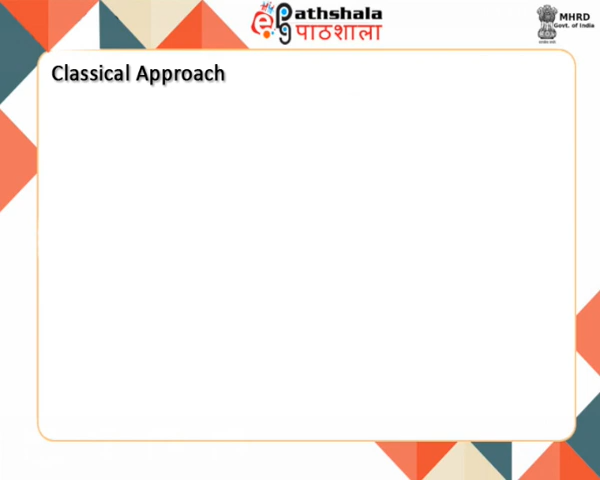 ePathshala
पाठशाला
MHRD
Govt. of India
Classical Approach